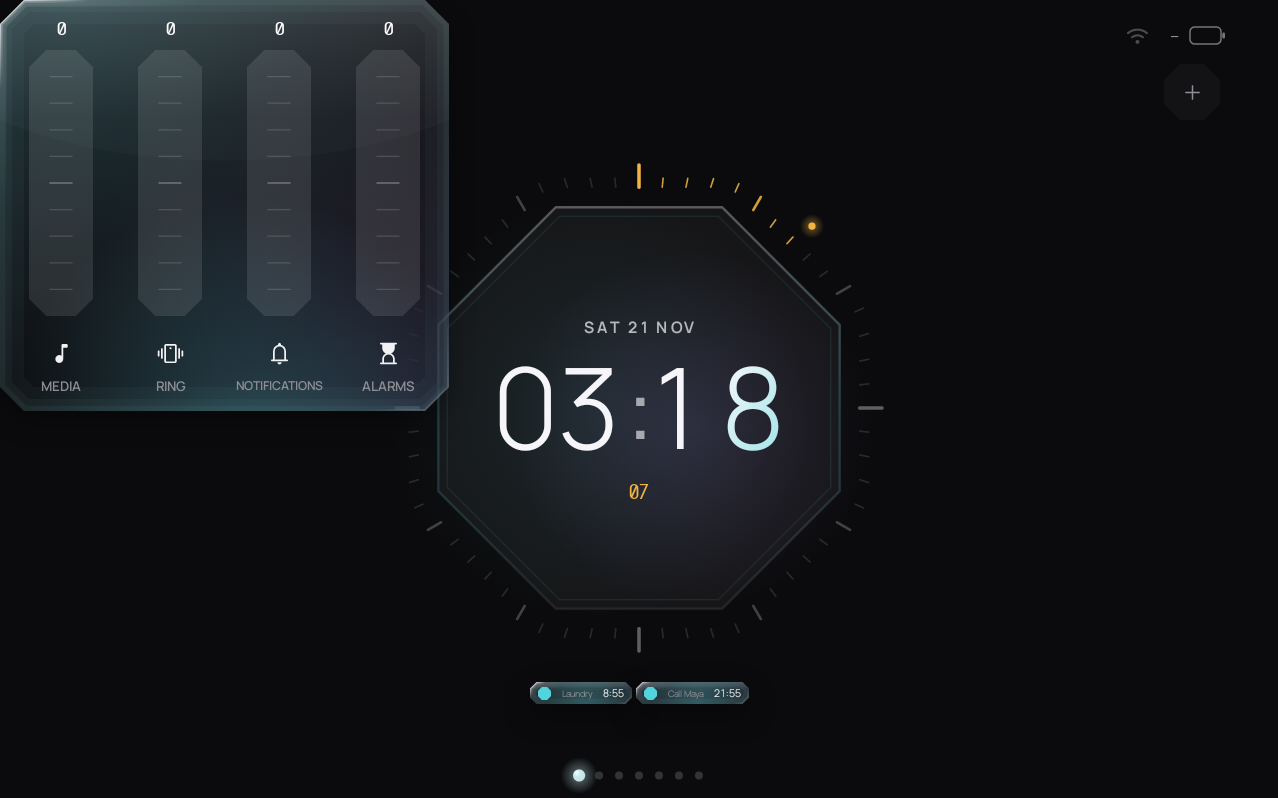 0 0 0 0
MEDIA RING NOTIFICATIONS ALARMS
–
+
SAT 21 NOV
03:18
07
Laundry 8:55 Call Maya 21:55